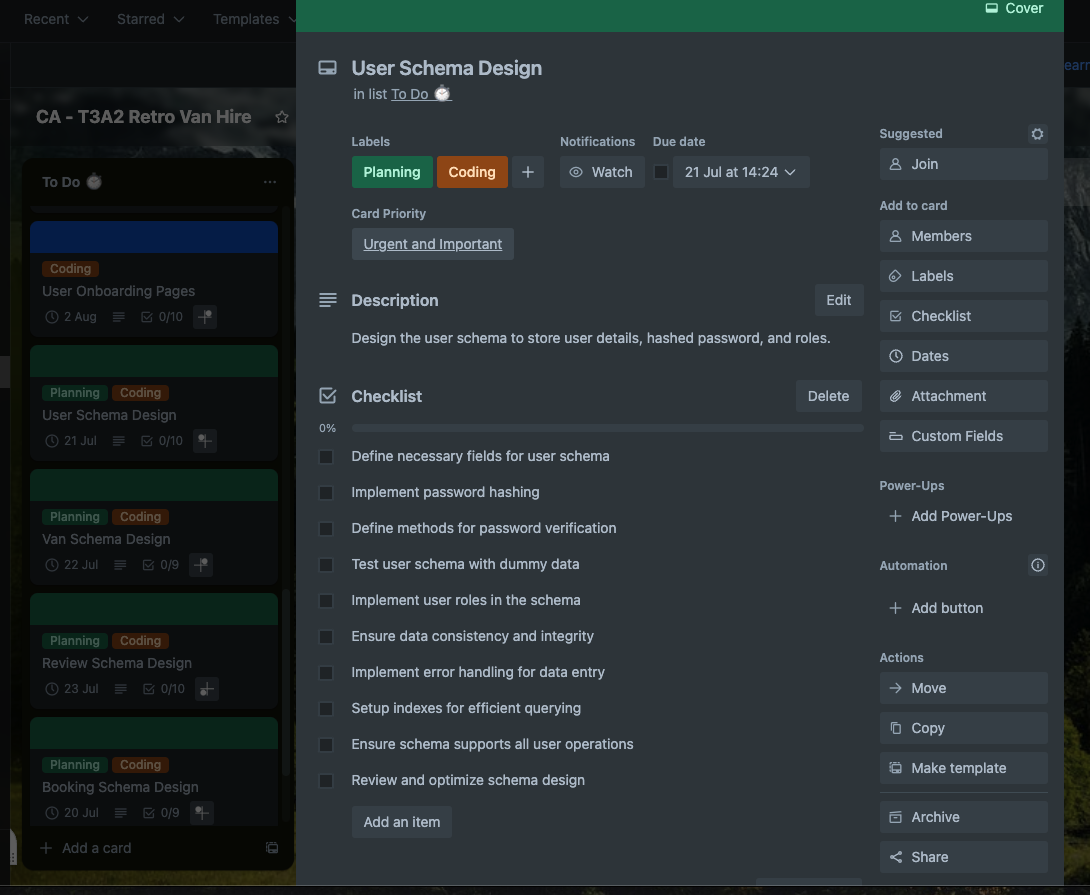 Recent
Starred
Templates
Cover
User Schema Design
in list To Do
CA - T3A2 Retro Van Hire
Labels
Notifications
Due date
Planning
Coding
Watch
21 Jul at 14:24
Card Priority
Urgent and Important
Description
Edit
Design the user schema to store user details, hashed password, and roles.
Checklist
Delete
0%
Define necessary fields for user schema
Implement password hashing
Define methods for password verification
Test user schema with dummy data
Implement user roles in the schema
Ensure data consistency and integrity
Implement error handling for data entry
Setup indexes for efficient querying
Ensure schema supports all user operations
Review and optimize schema design
Add an item
Suggested
Join
Add to card
Members
Labels
Checklist
Dates
Attachment
Custom Fields
Power-Ups
Add Power-Ups
Automation
Add button
Actions
Move
Copy
Make template
Archive
Share
To Do
Coding
User Onboarding Pages
2 Aug 0/10
Planning Coding
User Schema Design
21 Jul 0/10
Planning Coding
Van Schema Design
22 Jul 0/9
Planning Coding
Review Schema Design
23 Jul 0/10
Planning Coding
Booking Schema Design
20 Jul 0/9
Add a card